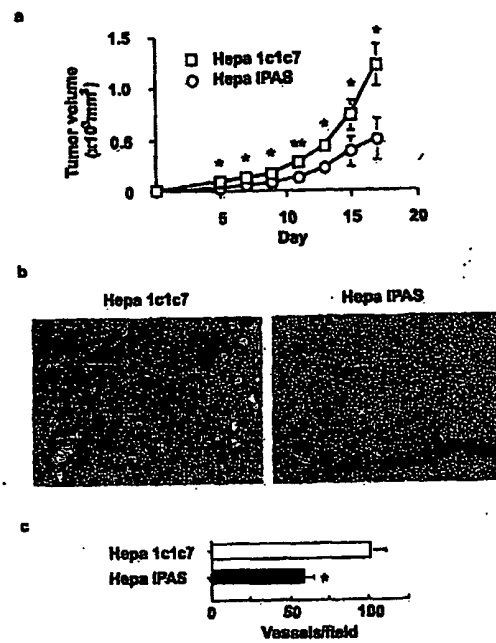 a
Tumor volume
(x10³mm³)
1.5
1.0
0.5
0
Hepa 1c1c7
Hepa IPAS
* * * ** * * *
5 10 15 20
Day
b
Hepa 1c1c7 Hepa IPAS
c
Hepa 1c1c7
Hepa IPAS *
0 50 100
Vessels/field